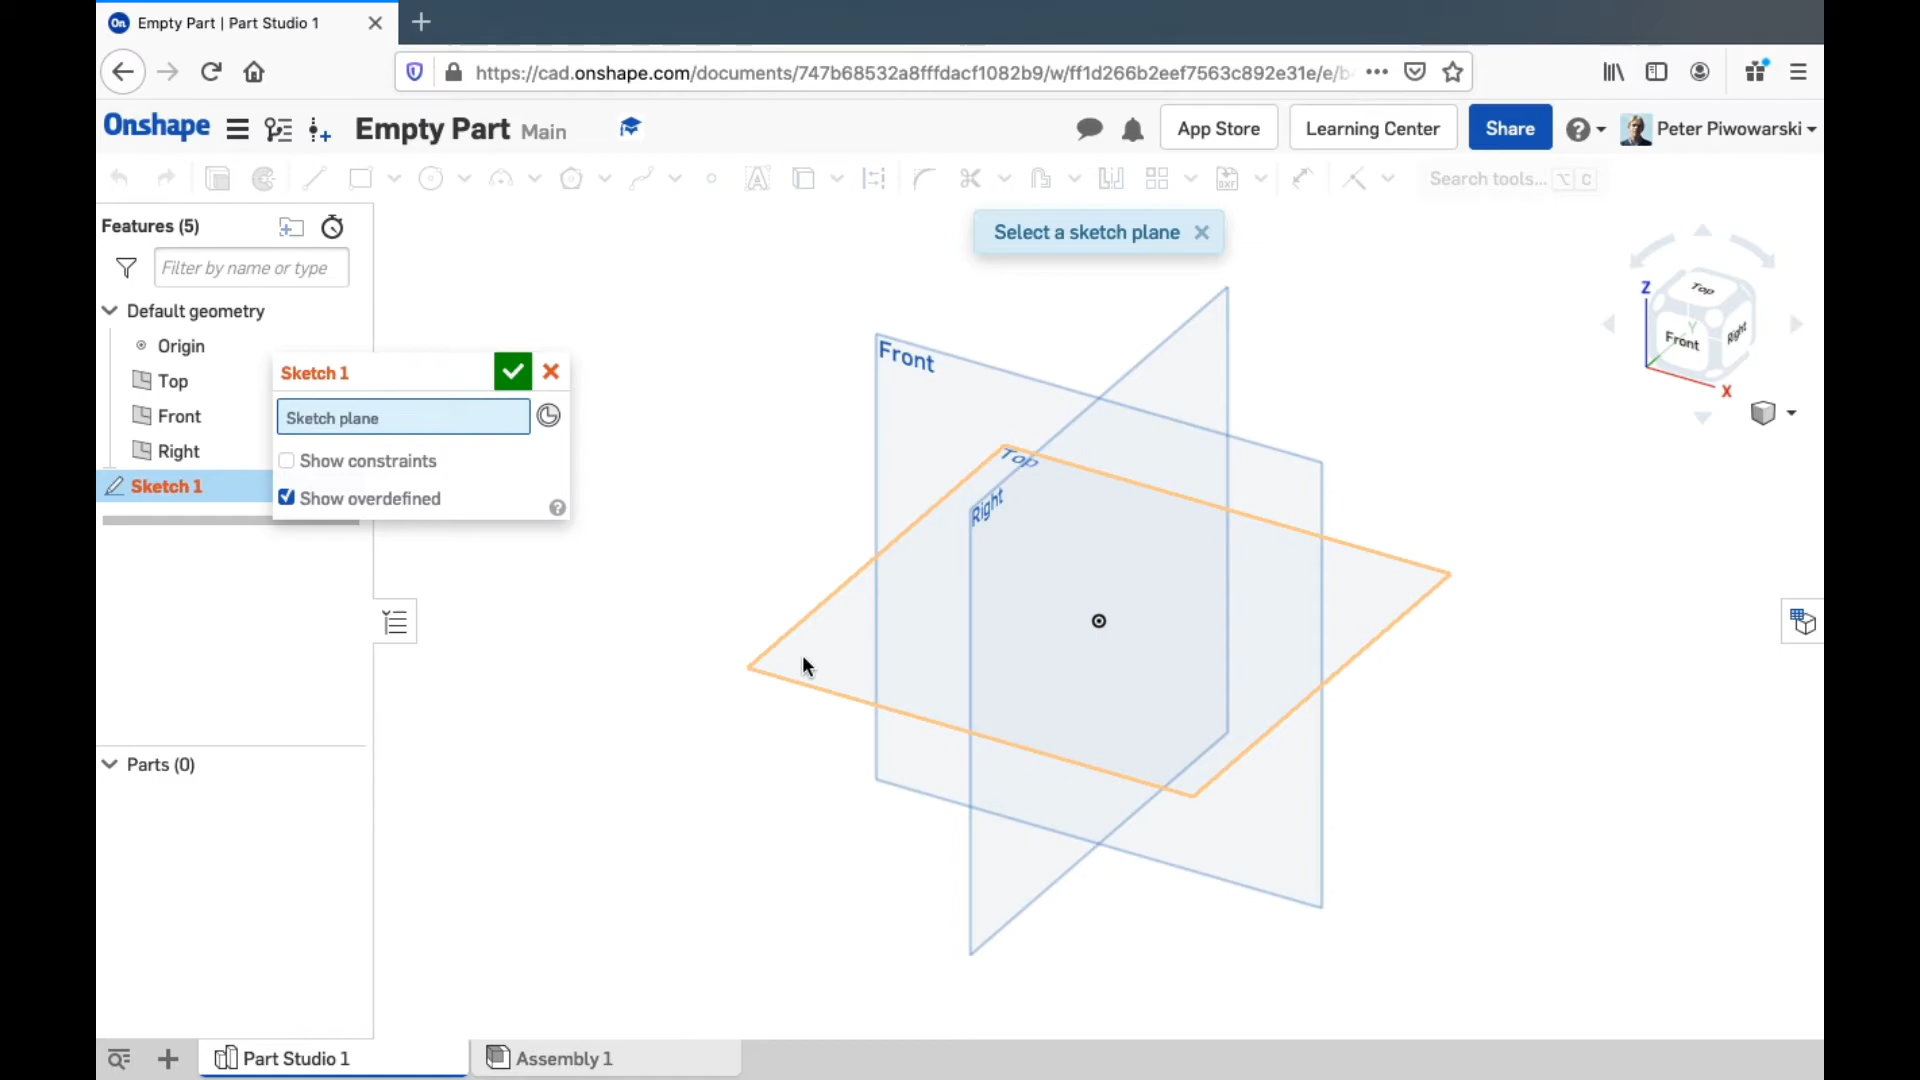 On Empty Part | Part Studio 1
https://cad.onshape.com/documents/747b68532a8fffdacf1082b9/w/ff1d266b2eef7563c892e31e/e/b
Onshape
Empty Part Main
App Store
Learning Center
Share
Peter Piwowarski
DXF
Search tools... ⌥ C
Features (5)
Select a sketch plane
Filter by name or type
Default geometry
Origin
Top
Front
Right
Sketch 1
Sketch 1
Sketch plane
Show constraints
Show overdefined
Front
Top
Right
Z
Top
Front
Y
Right
X
Parts (0)
Part Studio 1
Assembly 1